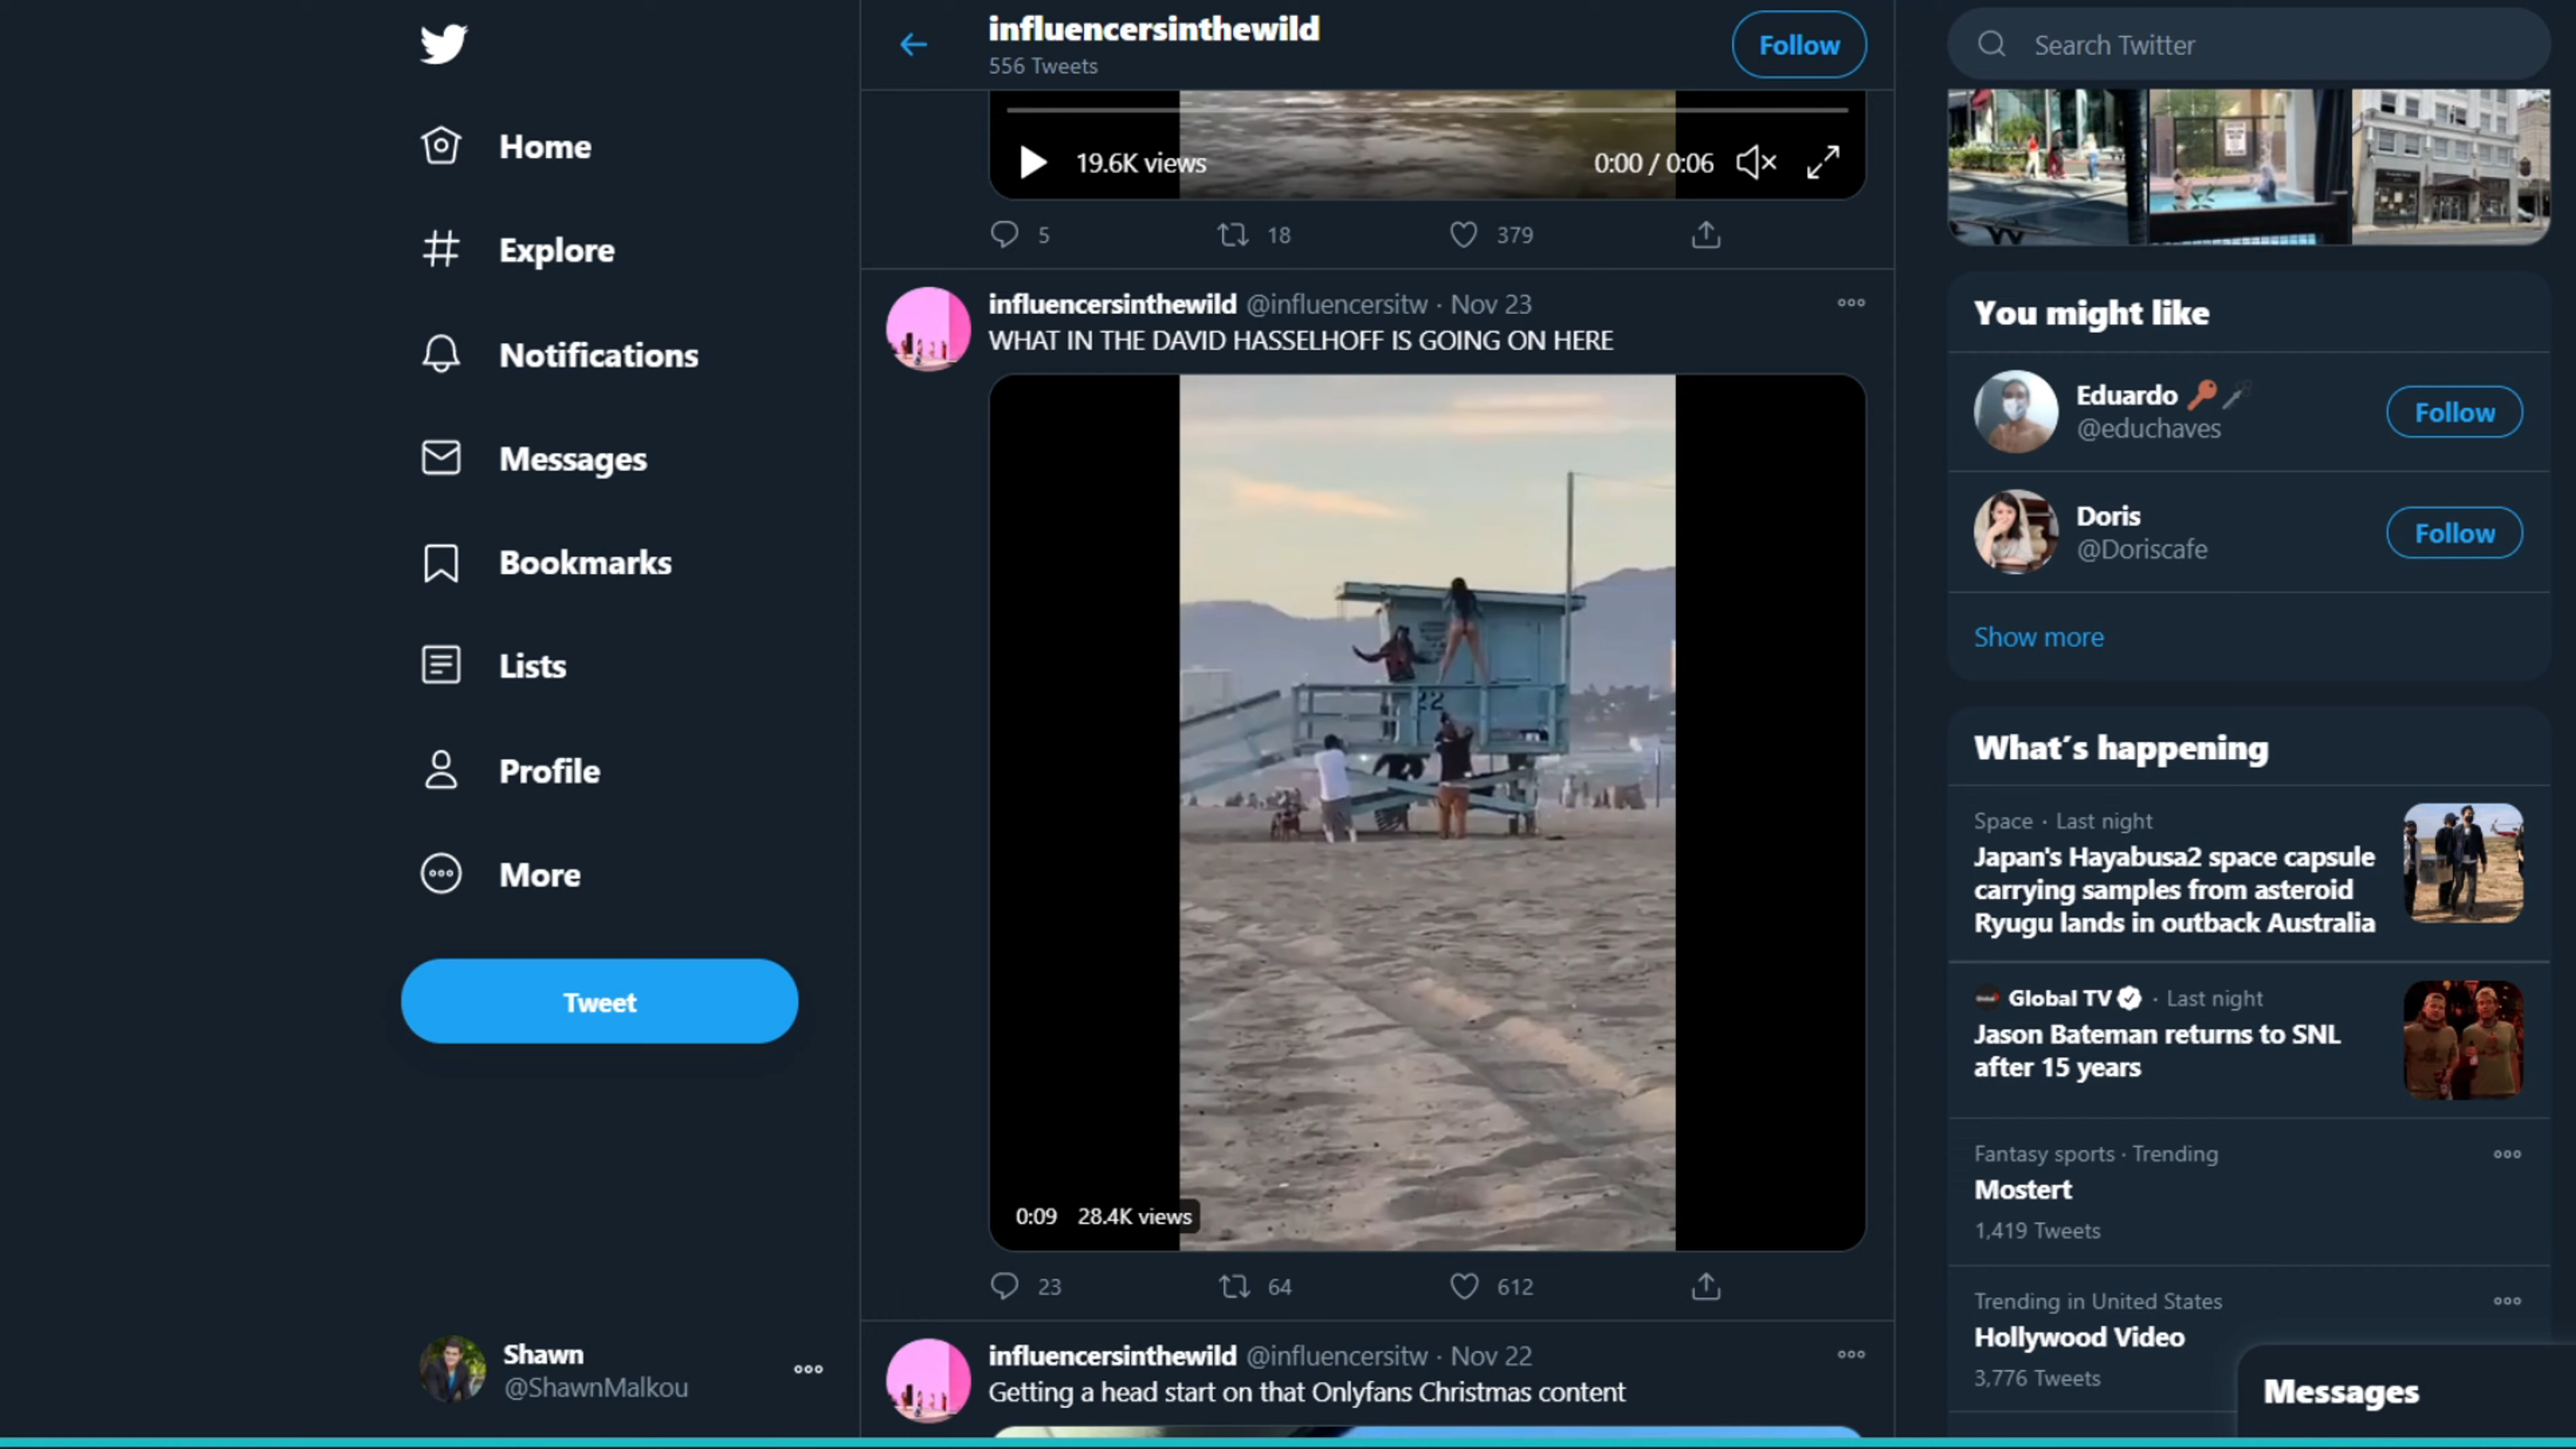 Home
Explore
Notifications
Messages
Bookmarks
Lists
Profile
More
Tweet
Shawn
@ShawnMalkou
influencersinthewild
556 Tweets
Follow
19.6K views
0:00 / 0:06
5
18
379
influencersinthewild @influencersitw · Nov 23
WHAT IN THE DAVID HASSELHOFF IS GOING ON HERE
22
0:09 28.4K views
23
64
612
influencersinthewild @influencersitw · Nov 22
Getting a head start on that Onlyfans Christmas content
Search Twitter
You might like
Eduardo
@educhaves
Follow
Doris
@Doriscafe
Follow
Show more
What's happening
Space · Last night
Japan's Hayabusa2 space capsule
carrying samples from asteroid
Ryugu lands in outback Australia
Global TV · Last night
Jason Bateman returns to SNL
after 15 years
Fantasy sports · Trending
Mostert
1,419 Tweets
Trending in United States
Hollywood Video
3,776 Tweets
Messages